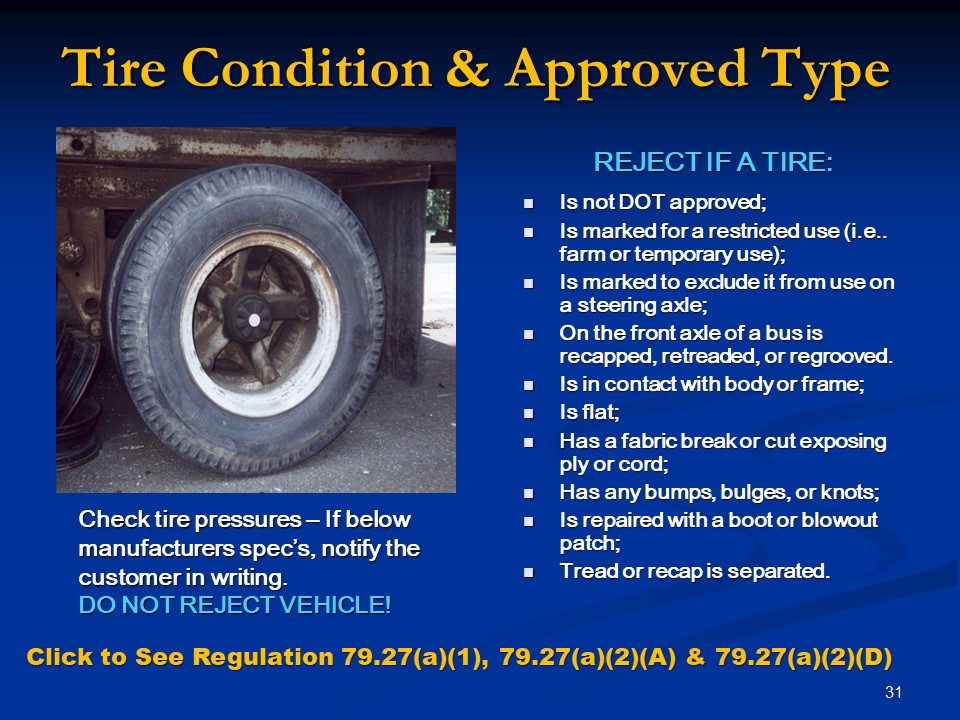 Tire Condition & Approved Type
REJECT IF A TIRE:
Is not DOT approved;
Is marked for a restricted use (i.e..
farm or temporary use);
Is marked to exclude it from use on
a steering axle;
On the front axle of a bus is
recapped, retreaded, or regrooved.
Is in contact with body or frame;
Is flat;
Has a fabric break or cut exposing
ply or cord;
Has any bumps, bulges, or knots;
Is repaired with a boot or blowout
patch;
Tread or recap is separated.
Check tire pressures – If below
manufacturers spec’s, notify the
customer in writing.
DO NOT REJECT VEHICLE!
Click to See Regulation 79.27(a)(1), 79.27(a)(2)(A) & 79.27(a)(2)(D)
31